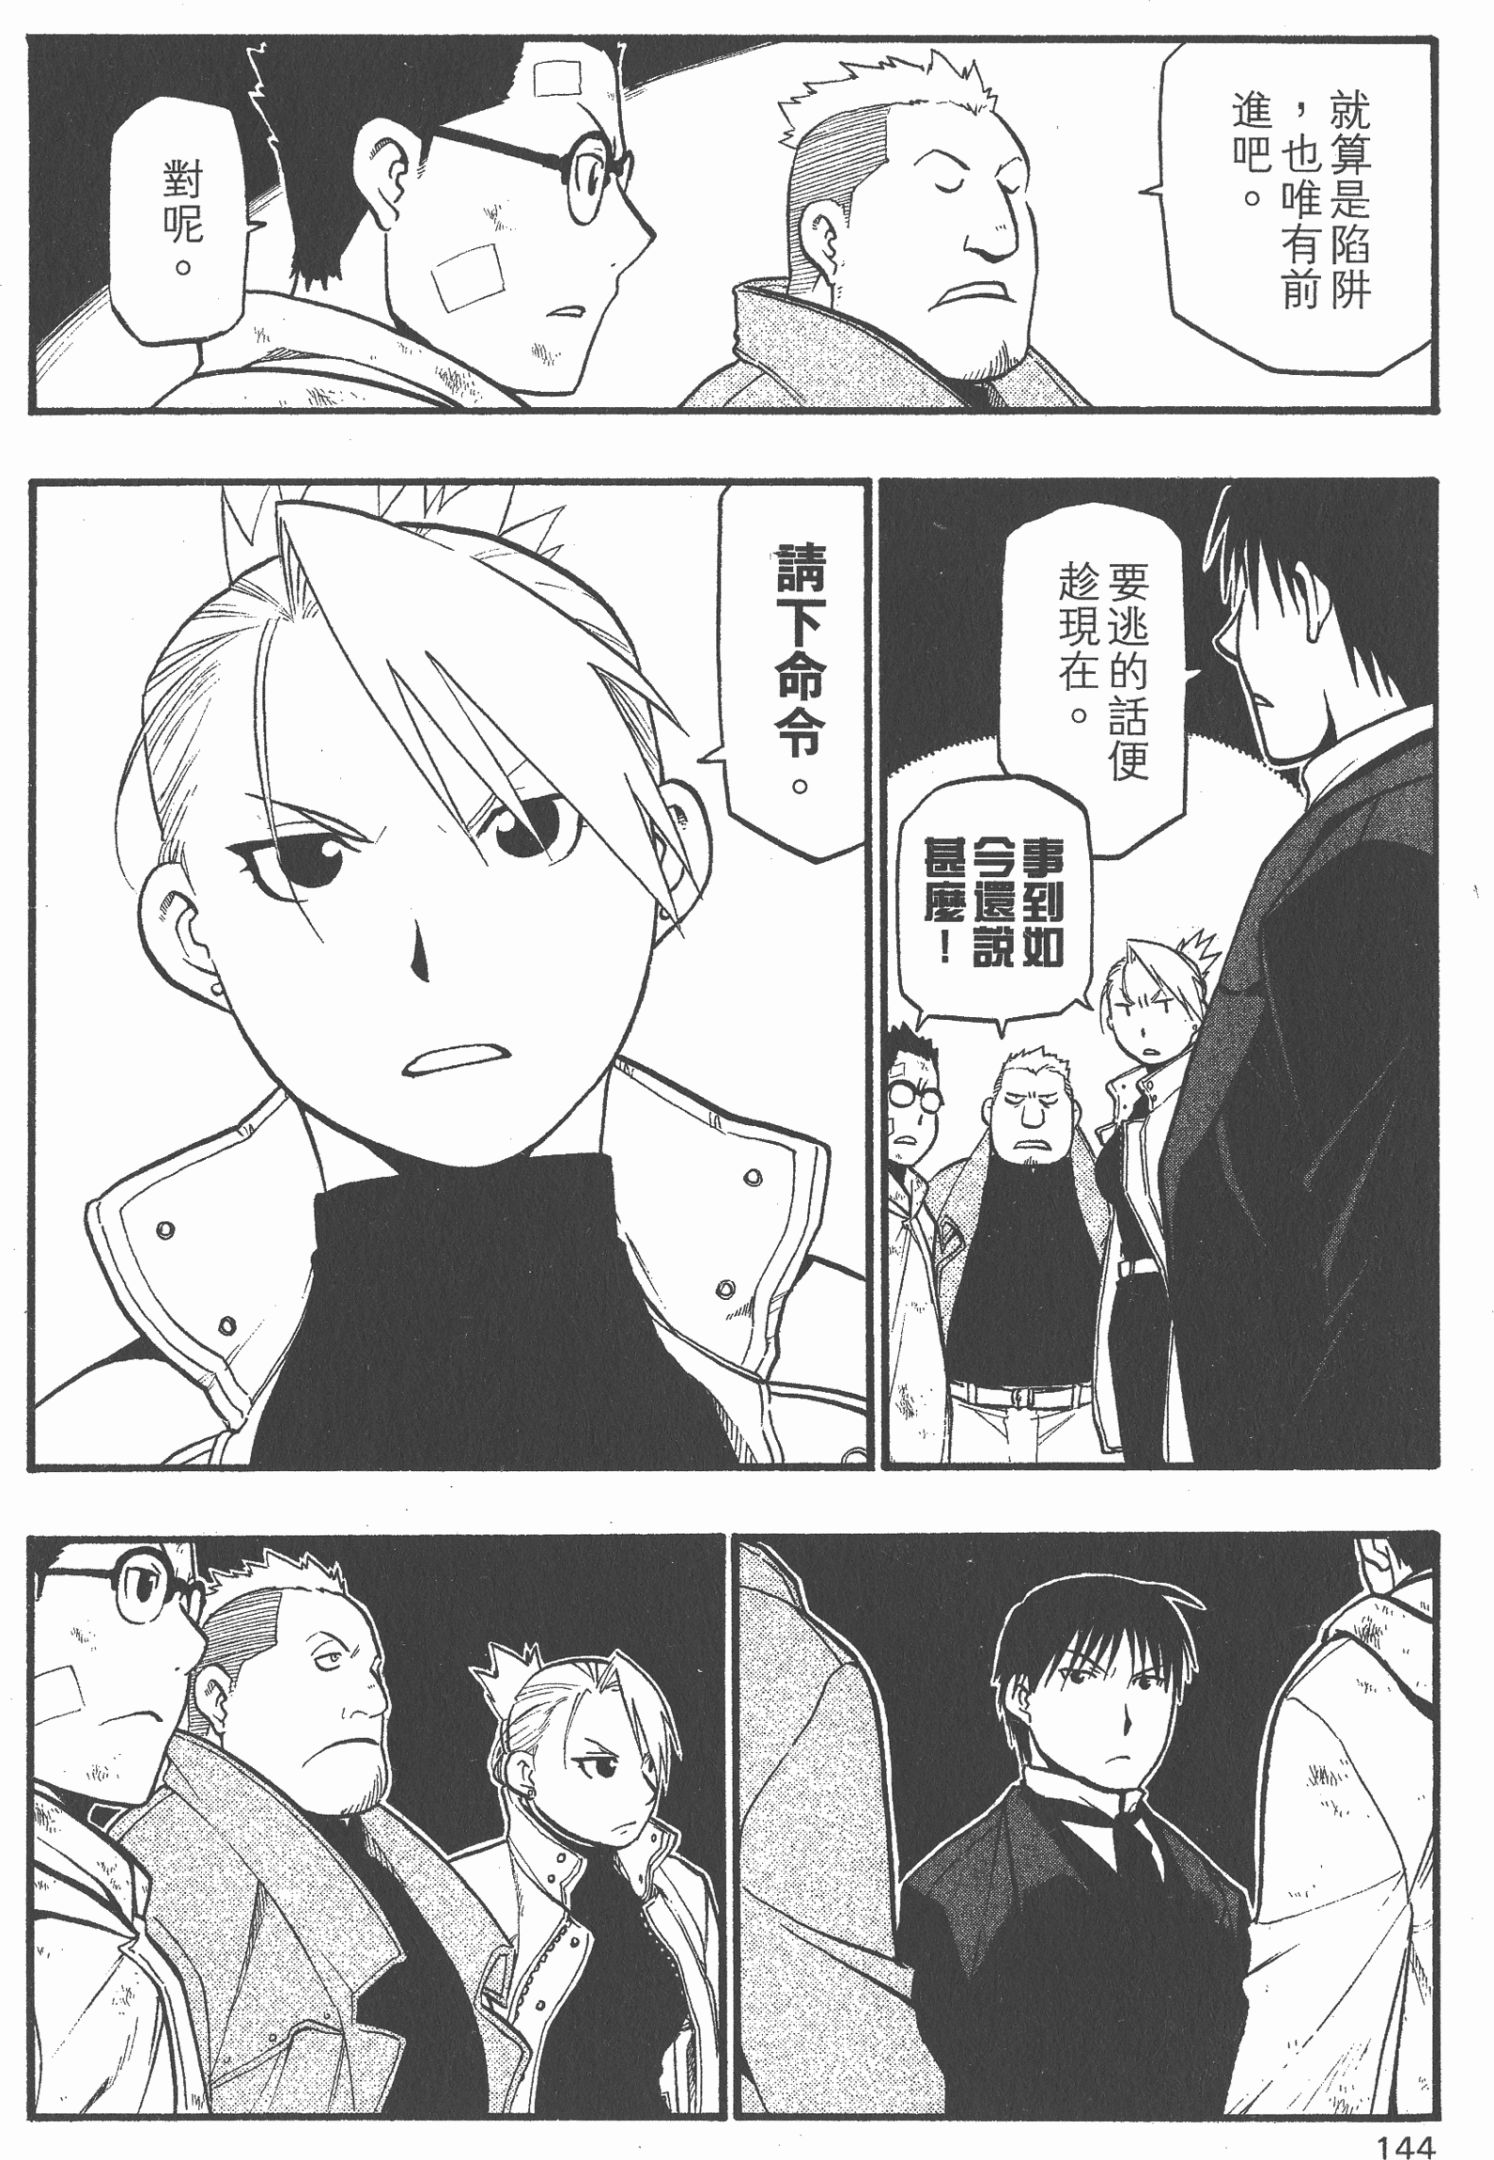 就算是陷阱
，也唯有前
進吧。
對呢。
要逃的話便
趁現在。
事到如
今還說
甚麼！
請下命令。
144